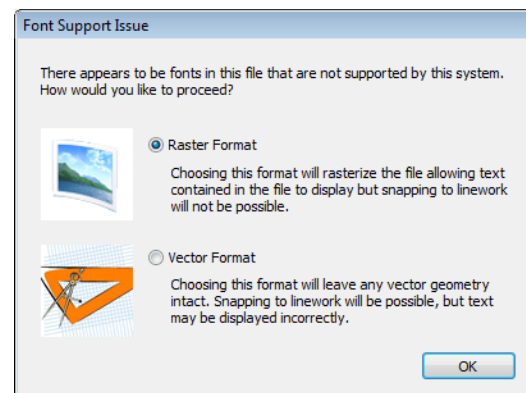 Font Support Issue
There appears to be fonts in this file that are not supported by this system.
How would you like to proceed?
Raster Format
Choosing this format will rasterize the file allowing text
contained in the file to display but snapping to linework
will not be possible.
Vector Format
Choosing this format will leave any vector geometry
intact. Snapping to linework will be possible, but text
may be displayed incorrectly.
OK